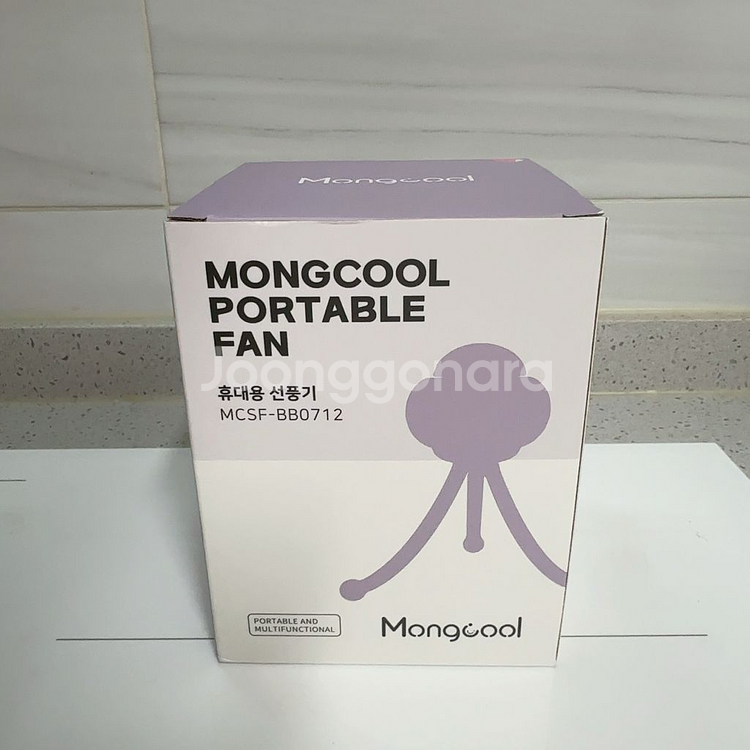 Mongcool
MONGCOOL
PORTABLE
FAN
Joonggonara
휴대용 선풍기
MCSF-BB0712
PORTABLE AND
MULTIFUNCTIONAL
Mongcool